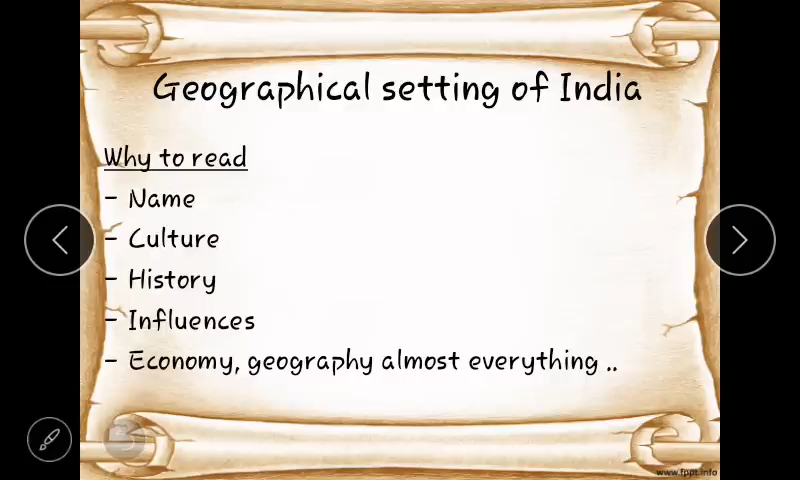 Geographical setting of India
Why to read
- Name
- Culture
- History
- Influences
- Economy, geography almost everything ..
www.fppt.info